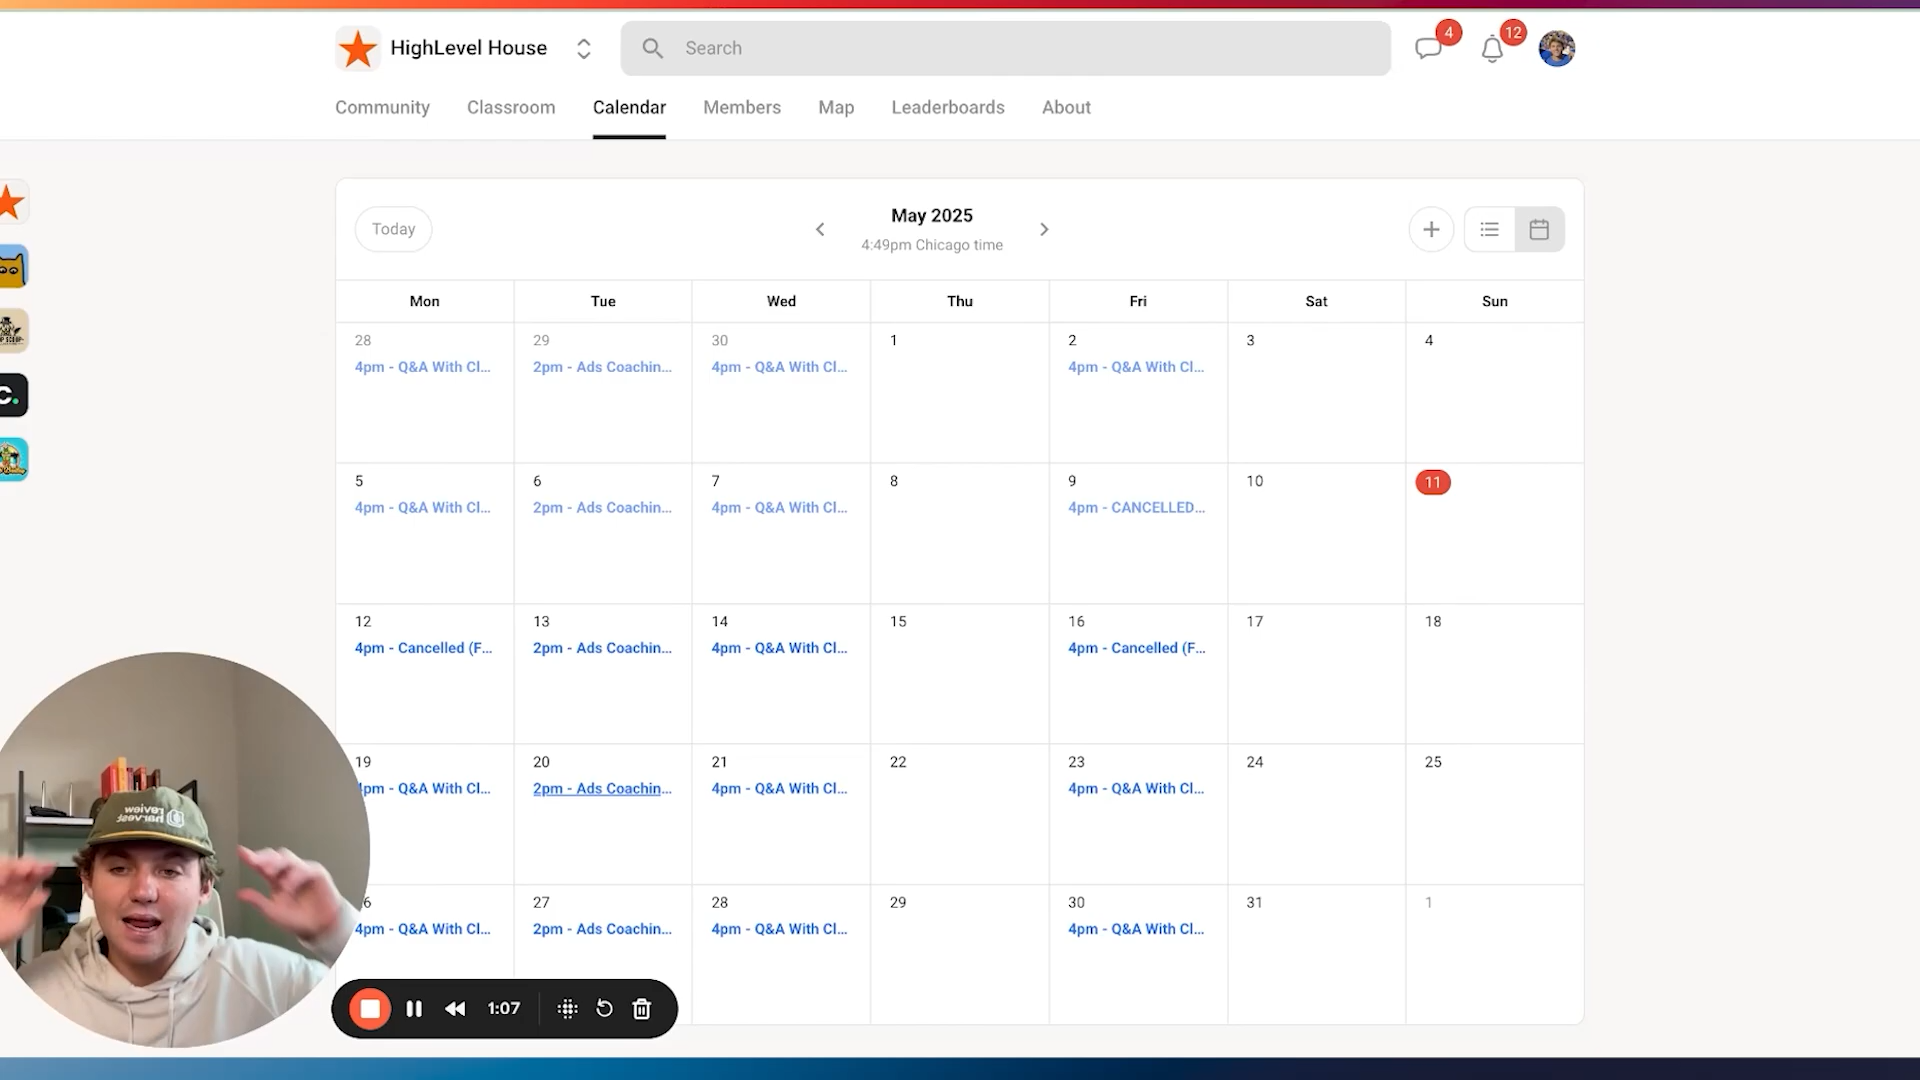 HighLevel House
Search
4
12
Community
Classroom
Calendar
Members
Map
Leaderboards
About
Today
May 2025
4:49pm Chicago time
Mon
Tue
Wed
Thu
Fri
Sat
Sun
28
29
30
1
2
3
4
4pm - Q&A With Cl...
2pm - Ads Coachin...
4pm - Q&A With Cl...
4pm - Q&A With Cl...
5
6
7
8
9
10
11
4pm - Q&A With Cl...
2pm - Ads Coachin...
4pm - Q&A With Cl...
4pm - CANCELLED...
12
13
14
15
16
17
18
4pm - Cancelled (F...
2pm - Ads Coachin...
4pm - Q&A With Cl...
4pm - Cancelled (F...
19
20
21
22
23
24
25
pm - Q&A With Cl...
2pm - Ads Coachin...
4pm - Q&A With Cl...
4pm - Q&A With Cl...
6
27
28
29
30
31
1
4pm - Q&A With Cl...
2pm - Ads Coachin...
4pm - Q&A With Cl...
4pm - Q&A With Cl...
review
harvest
1:07